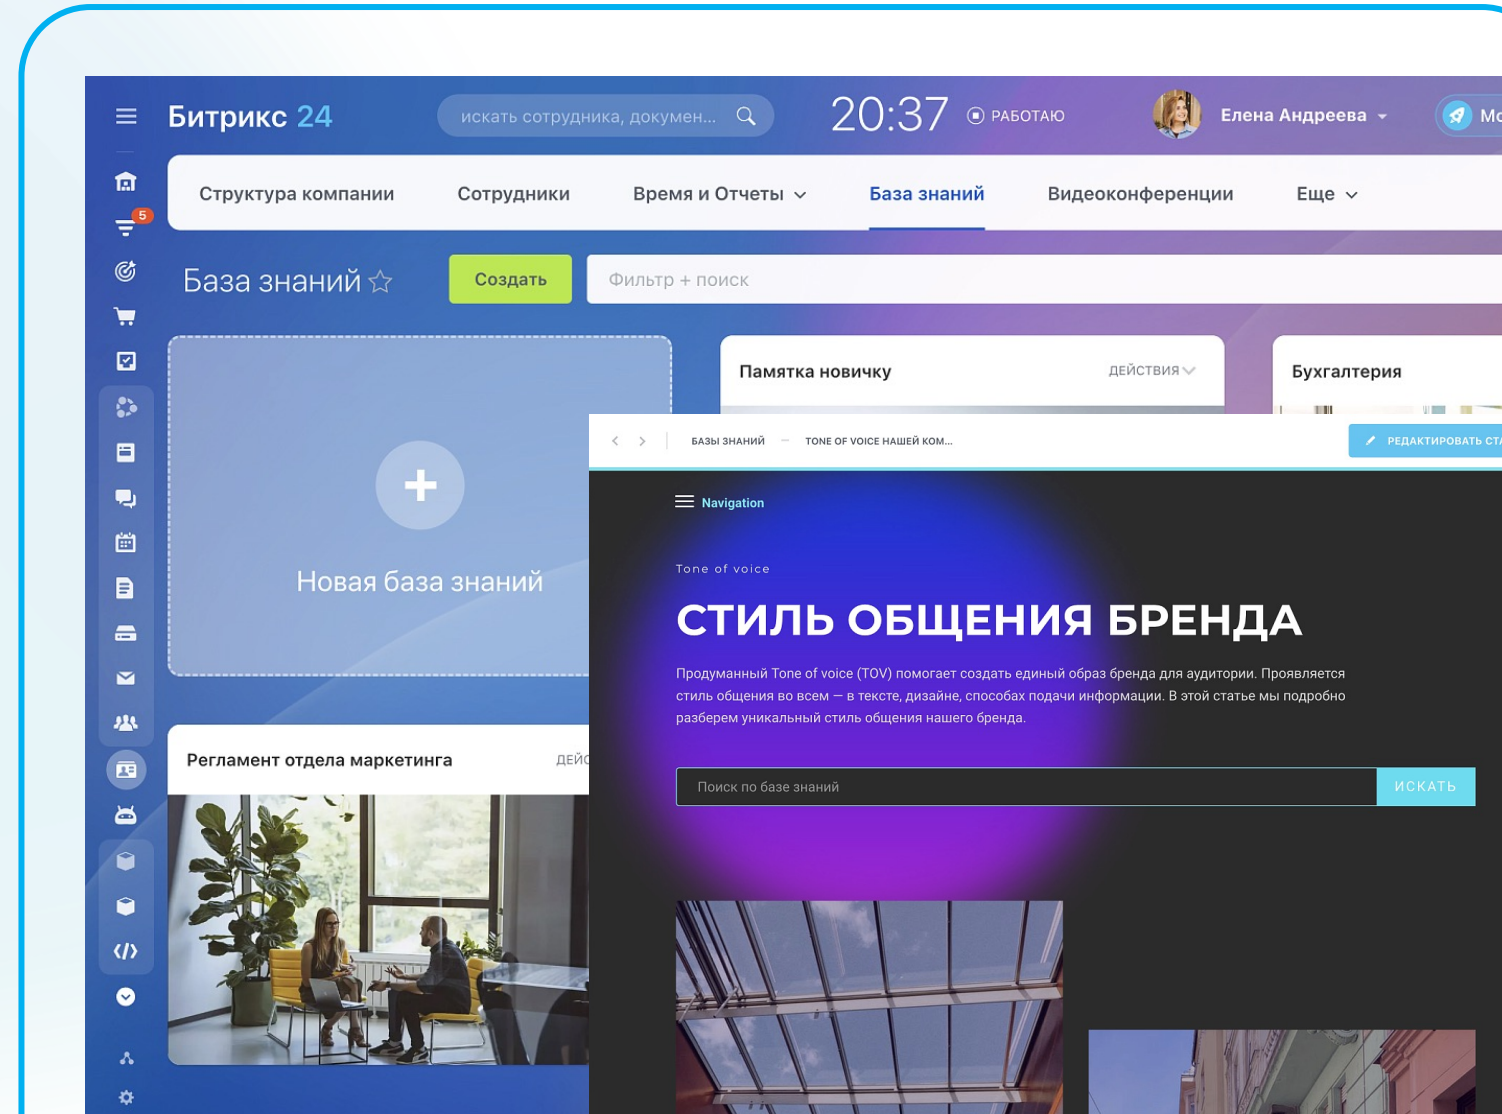 Битрикс 24
искать сотрудника, докумен...
20:37
РАБОТАЮ
Елена Андреева
Структура компании
Сотрудники
Время и Отчеты
База знаний
Видеоконференции
Еще
5
База знаний
Создать
Фильтр + поиск
Памятка новичку
ДЕЙСТВИЯ
Бухгалтерия
Новая база знаний
Регламент отдела маркетинга
БАЗЫ ЗНАНИЙ — TONE OF VOICE НАШЕЙ КОМ...
РЕДАКТИРОВАТЬ
Navigation
Tone of voice
СТИЛЬ ОБЩЕНИЯ БРЕНДА
Продуманный Tone of voice (TOV) помогает создать единый образ бренда для аудитории. Проявляется
стиль общения во всем — в тексте, дизайне, способах подачи информации. В этой статье мы подробно
разберем уникальный стиль общения нашего бренда.
Поиск по базе знаний
ИСКАТЬ